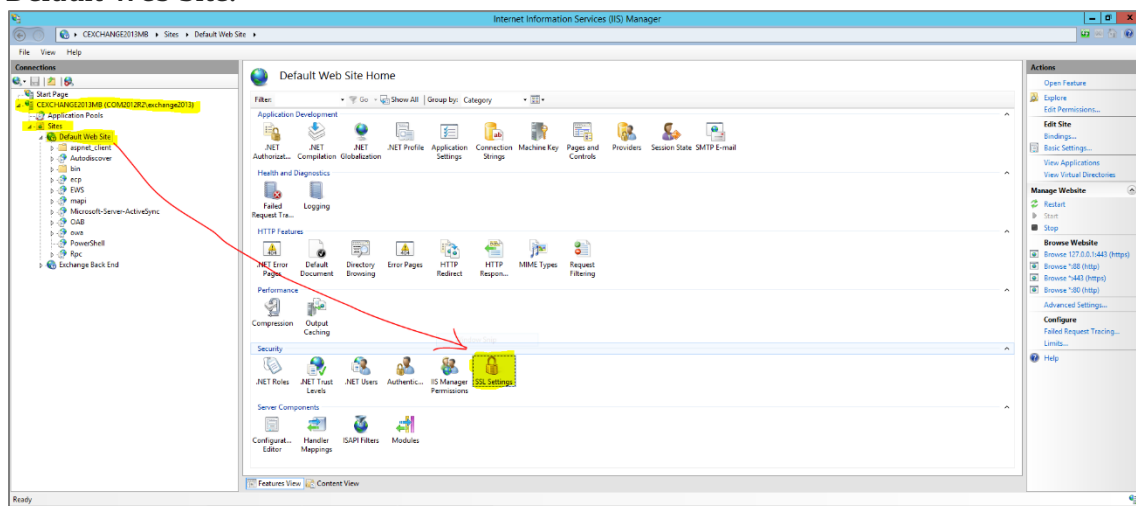 Default Web Site.
Internet Information Services (IIS) Manager
CEXCHANGE2013MB ▸ Sites ▸ Default Web Site ▸
File View Help
Connections
Start Page
CEXCHANGE2013MB (COM2012R2\exchange2013)
Application Pools
Sites
Default Web Site
aspnet_client
Autodiscover
bin
ecp
EWS
mapi
Microsoft-Server-ActiveSync
OAB
owa
PowerShell
Rpc
Exchange Back End
Default Web Site Home
Filter: Go Show All Group by: Category
Application Development
.NET Authorizat...
.NET Compilation
.NET Globalization
.NET Profile
Application Settings
Connection Strings
Machine Key
Pages and Controls
Providers
Session State
SMTP E-mail
Health and Diagnostics
Failed Request Tra...
Logging
HTTP Features
.NET Error Pages
Default Document
Directory Browsing
Error Pages
HTTP Redirect
HTTP Respon...
MIME Types
Request Filtering
Performance
Compression
Output Caching
Security
.NET Roles
.NET Trust Levels
.NET Users
Authentic...
IIS Manager Permissions
SSL Settings
Server Components
Configurat... Editor
Handler Mappings
ISAPI Filters
Modules
Features View Content View
Ready
Actions
Open Feature
Explore
Edit Permissions...
Edit Site
Bindings...
Basic Settings...
View Applications
View Virtual Directories
Manage Website
Restart
Start
Stop
Browse Website
Browse 127.0.0.1:443 (https)
Browse *:88 (http)
Browse *:443 (https)
Browse *:80 (http)
Advanced Settings...
Configure
Failed Request Tracing...
Limits...
Help